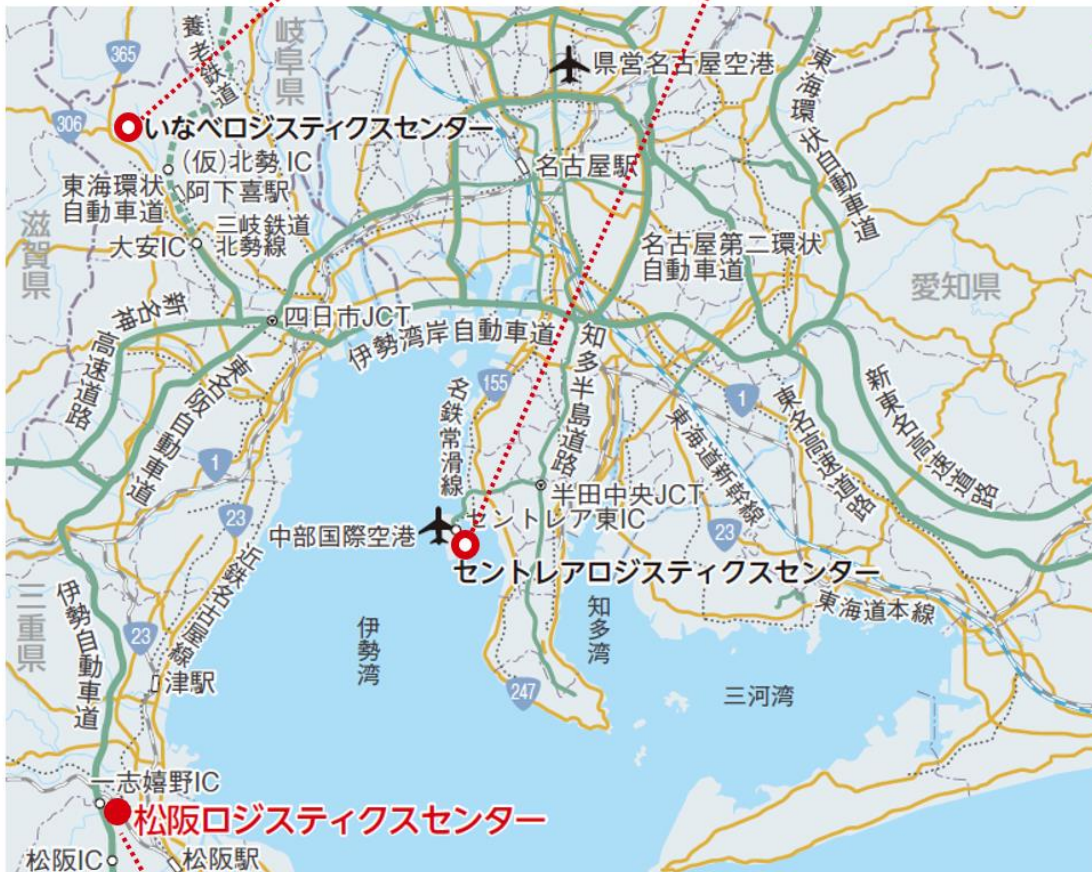 365
養老鉄道
岐阜県
県営名古屋空港
東海環状自動車道
306
いなべロジスティクスセンター
(仮)北勢IC
名古屋駅
東海環状
自動車道
阿下喜駅
三岐鉄道
北勢線
大安IC
滋賀県
名古屋第二環状
自動車道
愛知県
新名神
高速道路
四日市JCT
伊勢湾岸自動車道
知多半島道路
東名阪自動車道
名鉄常滑線
155
1
東海道新幹線
東名高速道路
新東名高速道路
1
23
半田中央JCT
セントレア東IC
中部国際空港
23
セントレアロジスティクスセンター
近鉄名古屋線
東海道本線
三重県
伊勢自動車道
23
伊勢湾
知多湾
津駅
247
三河湾
一志嬉野IC
松阪ロジスティクスセンター
松阪IC
松阪駅